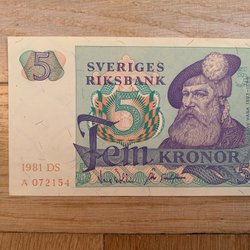 5
SVERIGES
RIKSBANK
5
Fem KRONOR
1981 DS
A 072154